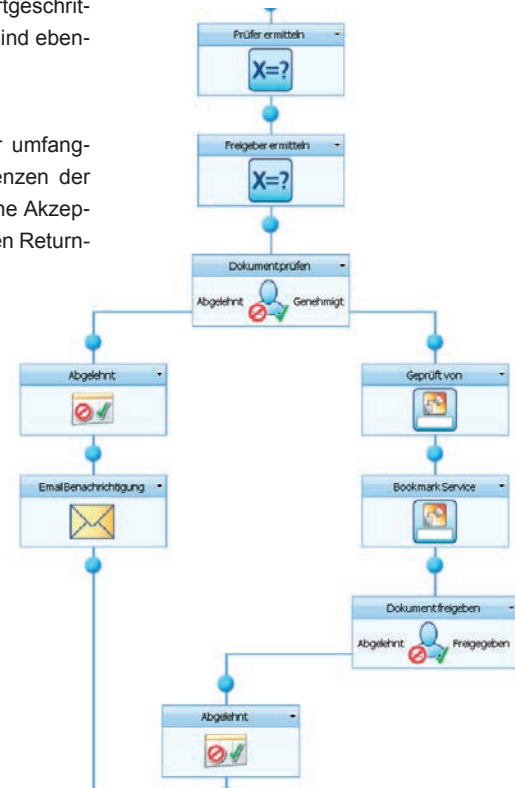 rtgeschrit-
ind eben-
r umfang-
enzen der
ne Akzep-
en Return-
Prüfer ermitteln
X=?
Freigeber ermitteln
X=?
Dokument prüfen
Abgelehnt Genehmigt
Abgelehnt
Geprüft von
Email Benachrichtigung
Bookmark Service
Dokument freigeben
Abgelehnt Freigegeben
Abgelehnt